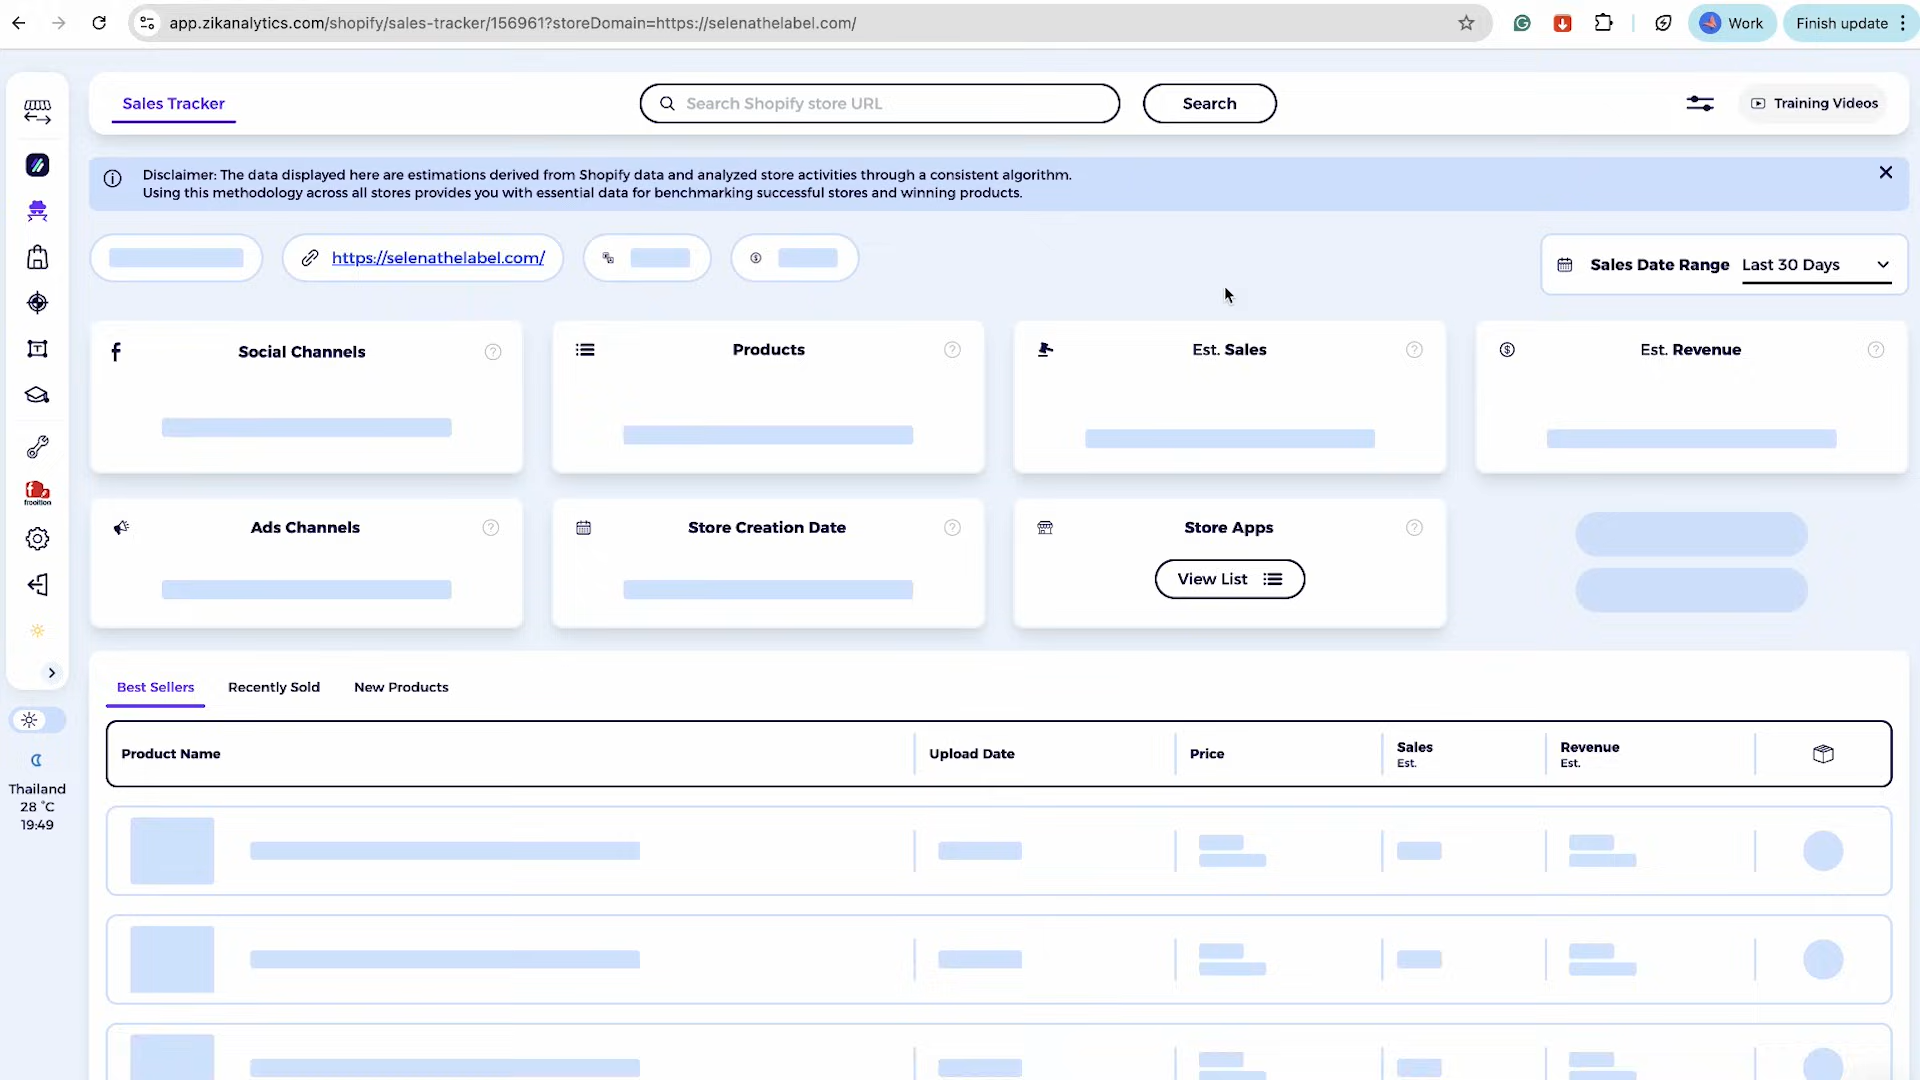 app.zikanalytics.com/shopify/sales-tracker/156961?storeDomain=https://selenathelabel.com/
Work
Finish update
Sales Tracker
Search Shopify store URL
Search
Training Videos
Disclaimer: The data displayed here are estimations derived from Shopify data and analyzed store activities through a consistent algorithm.
Using this methodology across all stores provides you with essential data for benchmarking successful stores and winning products.
https://selenathelabel.com/
Sales Date Range
Last 30 Days
Social Channels
Products
Est. Sales
Est. Revenue
Ads Channels
Store Creation Date
Store Apps
View List
Best Sellers
Recently Sold
New Products
Product Name
Upload Date
Price
Sales
Est.
Revenue
Est.
frooition
Thailand
28 °C
19:49